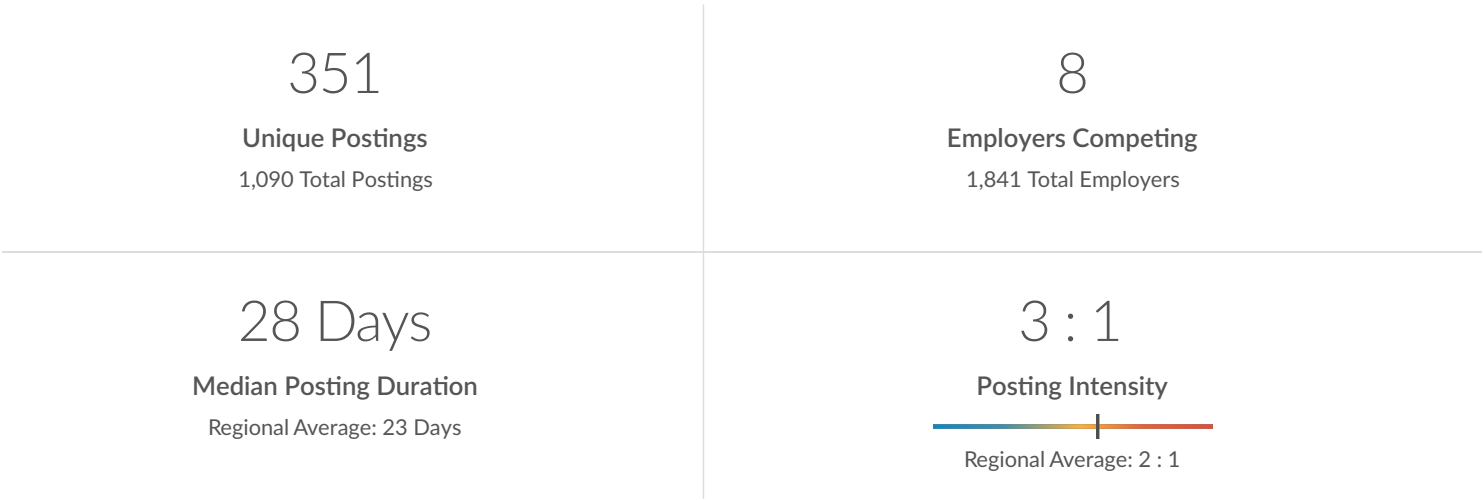 351
Unique Postings
1,090 Total Postings
8
Employers Competing
1,841 Total Employers
28 Days
Median Posting Duration
Regional Average: 23 Days
3 : 1
Posting Intensity
Regional Average: 2 : 1